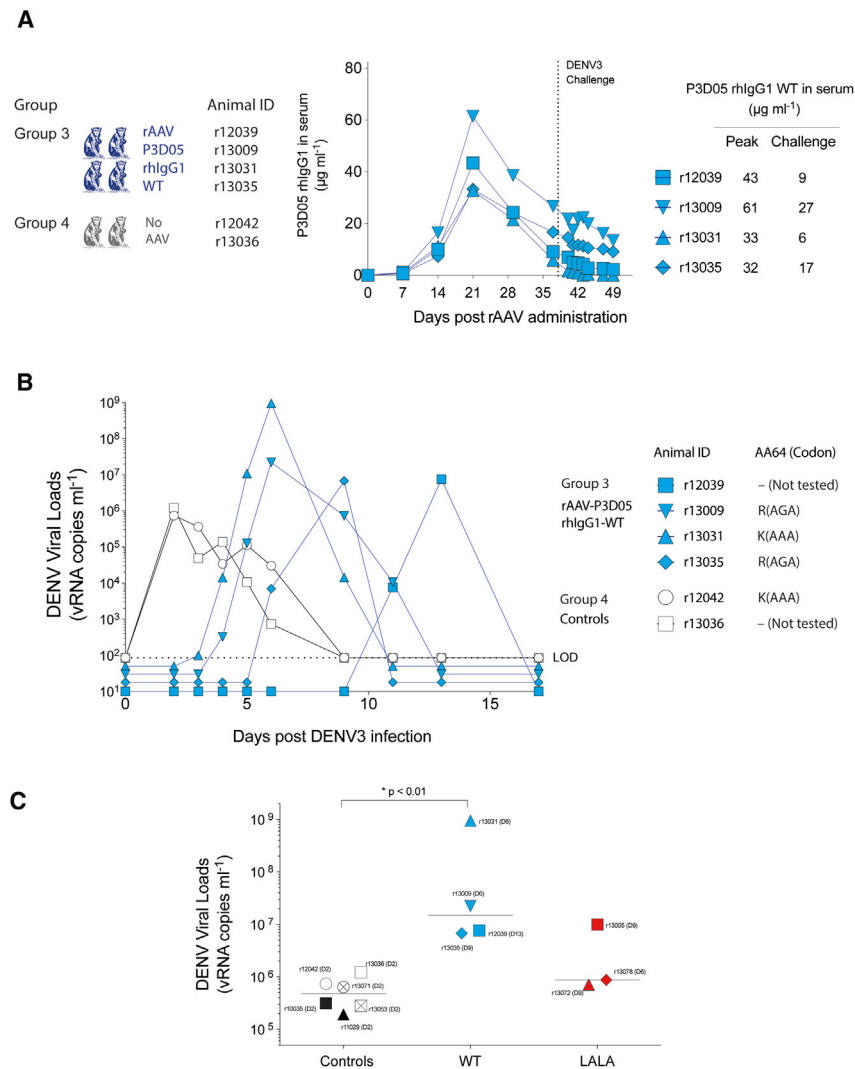 A
Group
Animal ID
Group 3
rAAV
P3D05
rhIgG1
WT
r12039
r13009
r13031
r13035
Group 4
No
AAV
r12042
r13036
P3D05 rhIgG1 in serum
(µg ml-1)
80
60
40
20
0
0 7 14 21 28 35 42 49
Days post rAAV administration
DENV3
Challenge
P3D05 rhIgG1 WT in serum
(µg ml-1)
Peak Challenge
r12039 43 9
r13009 61 27
r13031 33 6
r13035 32 17
B
DENV Viral Loads
(vRNA copies ml-1)
10^9
10^8
10^7
10^6
10^5
10^4
10^3
10^2
10^1
0 5 10 15
Days post DENV3 infection
LOD
Animal ID AA64 (Codon)
Group 3
rAAV-P3D05
rhIgG1-WT
r12039 – (Not tested)
r13009 R(AGA)
r13031 K(AAA)
r13035 R(AGA)
Group 4
Controls
r12042 K(AAA)
r13036 – (Not tested)
C
* p < 0.01
DENV Viral Loads
(vRNA copies ml-1)
10^9
10^8
10^7
10^6
10^5
r13031 (D6)
r13009 (D6)
r12039 (D13)
r13035 (D9)
r13005 (D9)
r13078 (D6)
r13072 (D9)
r13036 (D2)
r12042 (D2)
r13071 (D2)
r10035 (D2)
r13053 (D2)
r11029 (D2)
Controls WT LALA